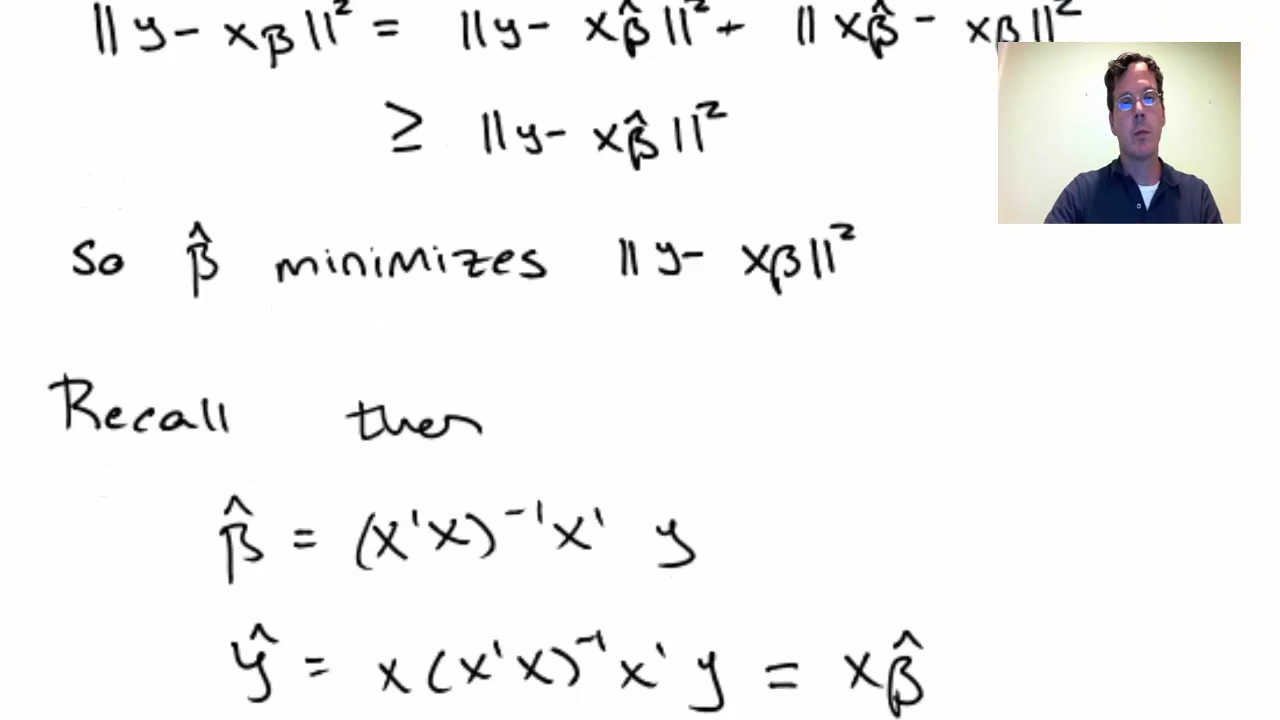 ||y - xβ||² = ||y - xβ̂||² + ||xβ̂ - xβ||²
≥ ||y - xβ̂||²
So β̂ minimizes ||y - xβ||²
Recall then
β̂ = (x'x)⁻¹x' y
ŷ = x(x'x)⁻¹x' y = xβ̂